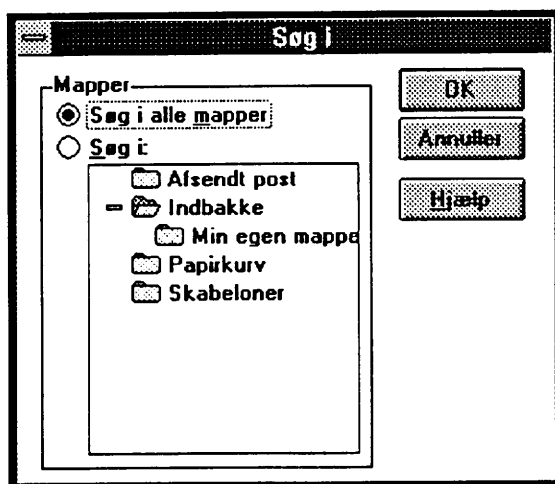 Søg i
Mapper
Søg i alle mapper
Søg i:
Afsendt post
Indbakke
Min egen mappe
Papirkurv
Skabeloner
OK
Annuller
Hjælp